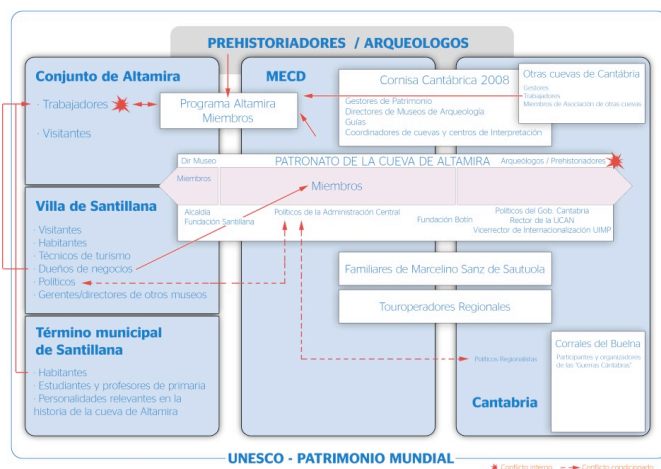 PREHISTORIADORES / ARQUEOLOGOS
Conjunto de Altamira
· Trabajadores
· Visitantes
MECD
Programa Altamira
Miembros
Cornisa Cantábrica 2008
Gestores de Patrimonio
Directores de Museos de Arqueología
Guías
Coordinadores de cuevas y centros de Interpretación
Otras cuevas de Cantabria
Gestores
Trabajadores
Miembros de Asociación de otras cuevas
Dir Museo
PATRONATO DE LA CUEVA DE ALTAMIRA
Arqueólogos / Prehistoriadores
Miembros
Miembros
Alcaldía
Fundación Santillana
Políticos de la Administración Central
Fundación Botín
Políticos del Gob. Cantabria
Rector de la UCAN
Vicerrector de Internacionalización UIMP
Villa de Santillana
· Visitantes
· Habitantes
· Técnicos de turismo
· Dueños de negocios
· Políticos
· Gerentes/directores de otros museos
Familiares de Marcelino Sanz de Sautuola
Touroperadores Regionales
Término municipal
de Santillana
· Habitantes
· Estudiantes y profesores de primaria
· Personalidades relevantes en la
historia de la cueva de Altamira
Políticos Regionalistas
Corrales del Buelna
Participantes y organizadores
de las "Guerras Cántabras"
Cantabria
UNESCO - PATRIMONIO MUNDIAL
Conflicto interno
Conflicto condicionado